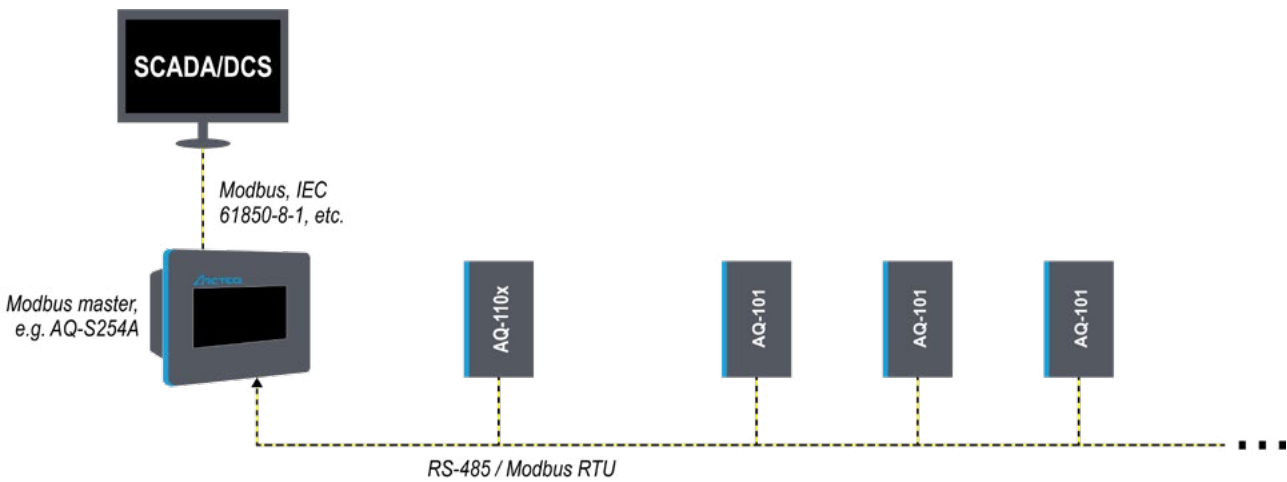 SCADA/DCS
Modbus, IEC
61850-8-1, etc.
Modbus master,
e.g. AQ-S254A
ARCTEQ
AQ-110x
AQ-101
AQ-101
AQ-101
RS-485 / Modbus RTU